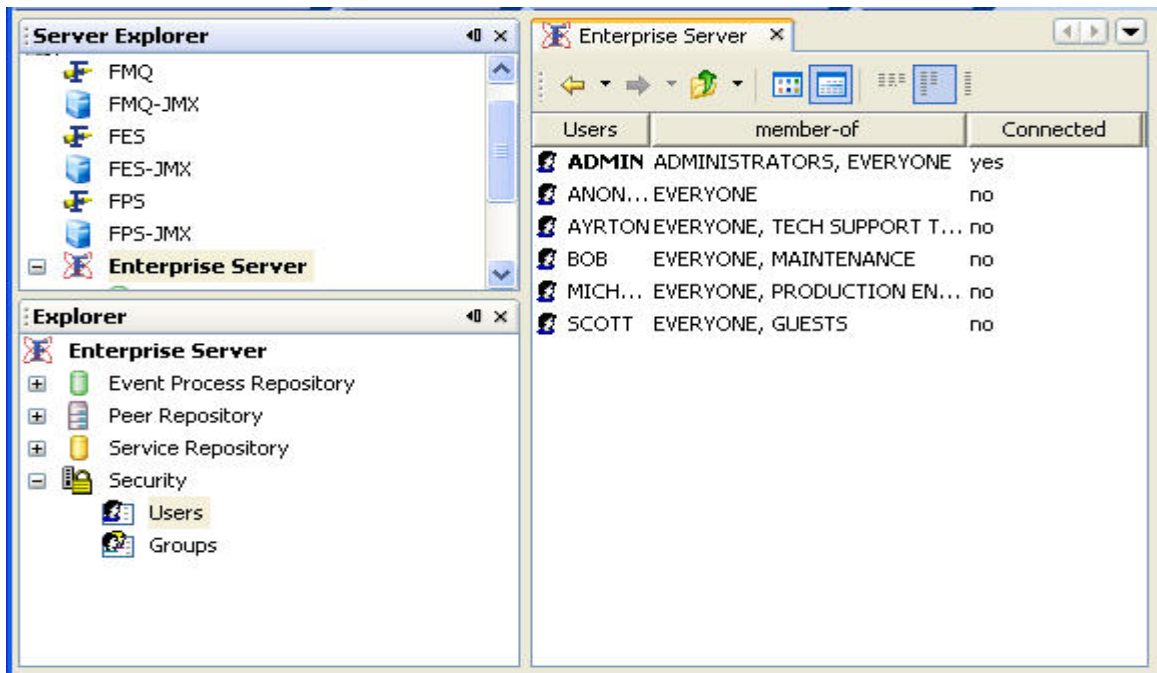 Server Explorer
FMQ
FMQ-JMX
FES
FES-JMX
FPS
FPS-JMX
Enterprise Server
Explorer
Enterprise Server
Event Process Repository
Peer Repository
Service Repository
Security
Users
Groups
Enterprise Server
Users member-of Connected
ADMIN ADMINISTRATORS, EVERYONE yes
ANON... EVERYONE no
AYRTON EVERYONE, TECH SUPPORT T... no
BOB EVERYONE, MAINTENANCE no
MICH... EVERYONE, PRODUCTION EN... no
SCOTT EVERYONE, GUESTS no